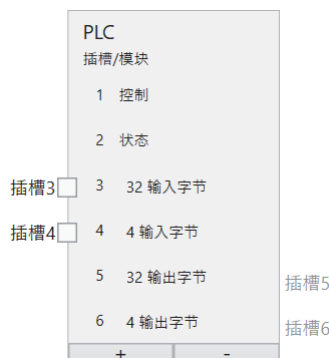 PLC
插槽/模块
1 控制
2 状态
插槽3 3 32 输入字节
插槽4 4 4 输入字节
5 32 输出字节 插槽5
6 4 输出字节 插槽6
+ -